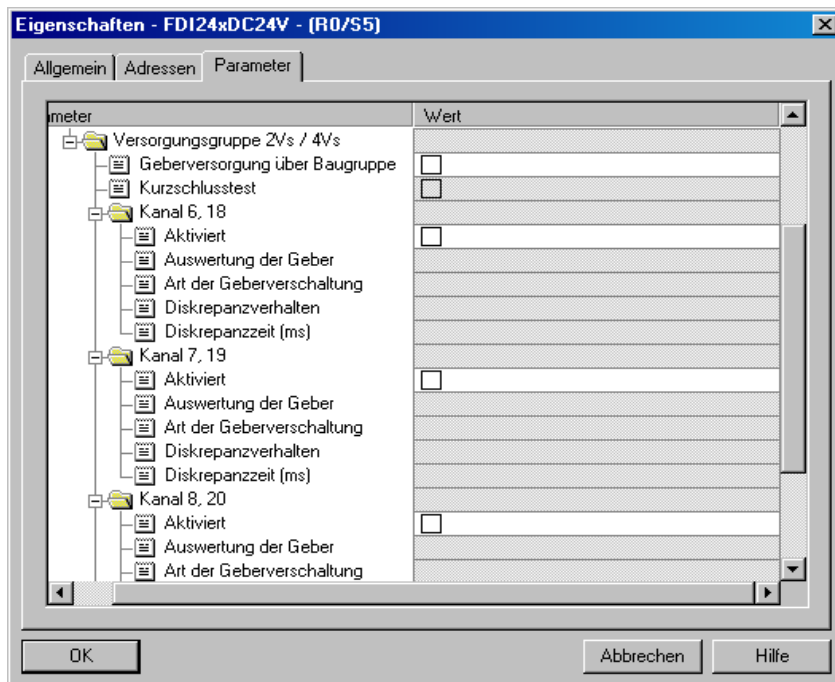 Eigenschaften - FDI24xDC24V - (R0/S5)
Allgemein Adressen Parameter
meter Wert
Versorgungsgruppe 2Vs / 4Vs
Geberversorgung über Baugruppe
Kurzschlusstest
Kanal 6, 18
Aktiviert
Auswertung der Geber
Art der Geberverschaltung
Diskrepanzverhalten
Diskrepanzzeit (ms)
Kanal 7, 19
Aktiviert
Auswertung der Geber
Art der Geberverschaltung
Diskrepanzverhalten
Diskrepanzzeit (ms)
Kanal 8, 20
Aktiviert
Auswertung der Geber
Art der Geberverschaltung
OK Abbrechen Hilfe